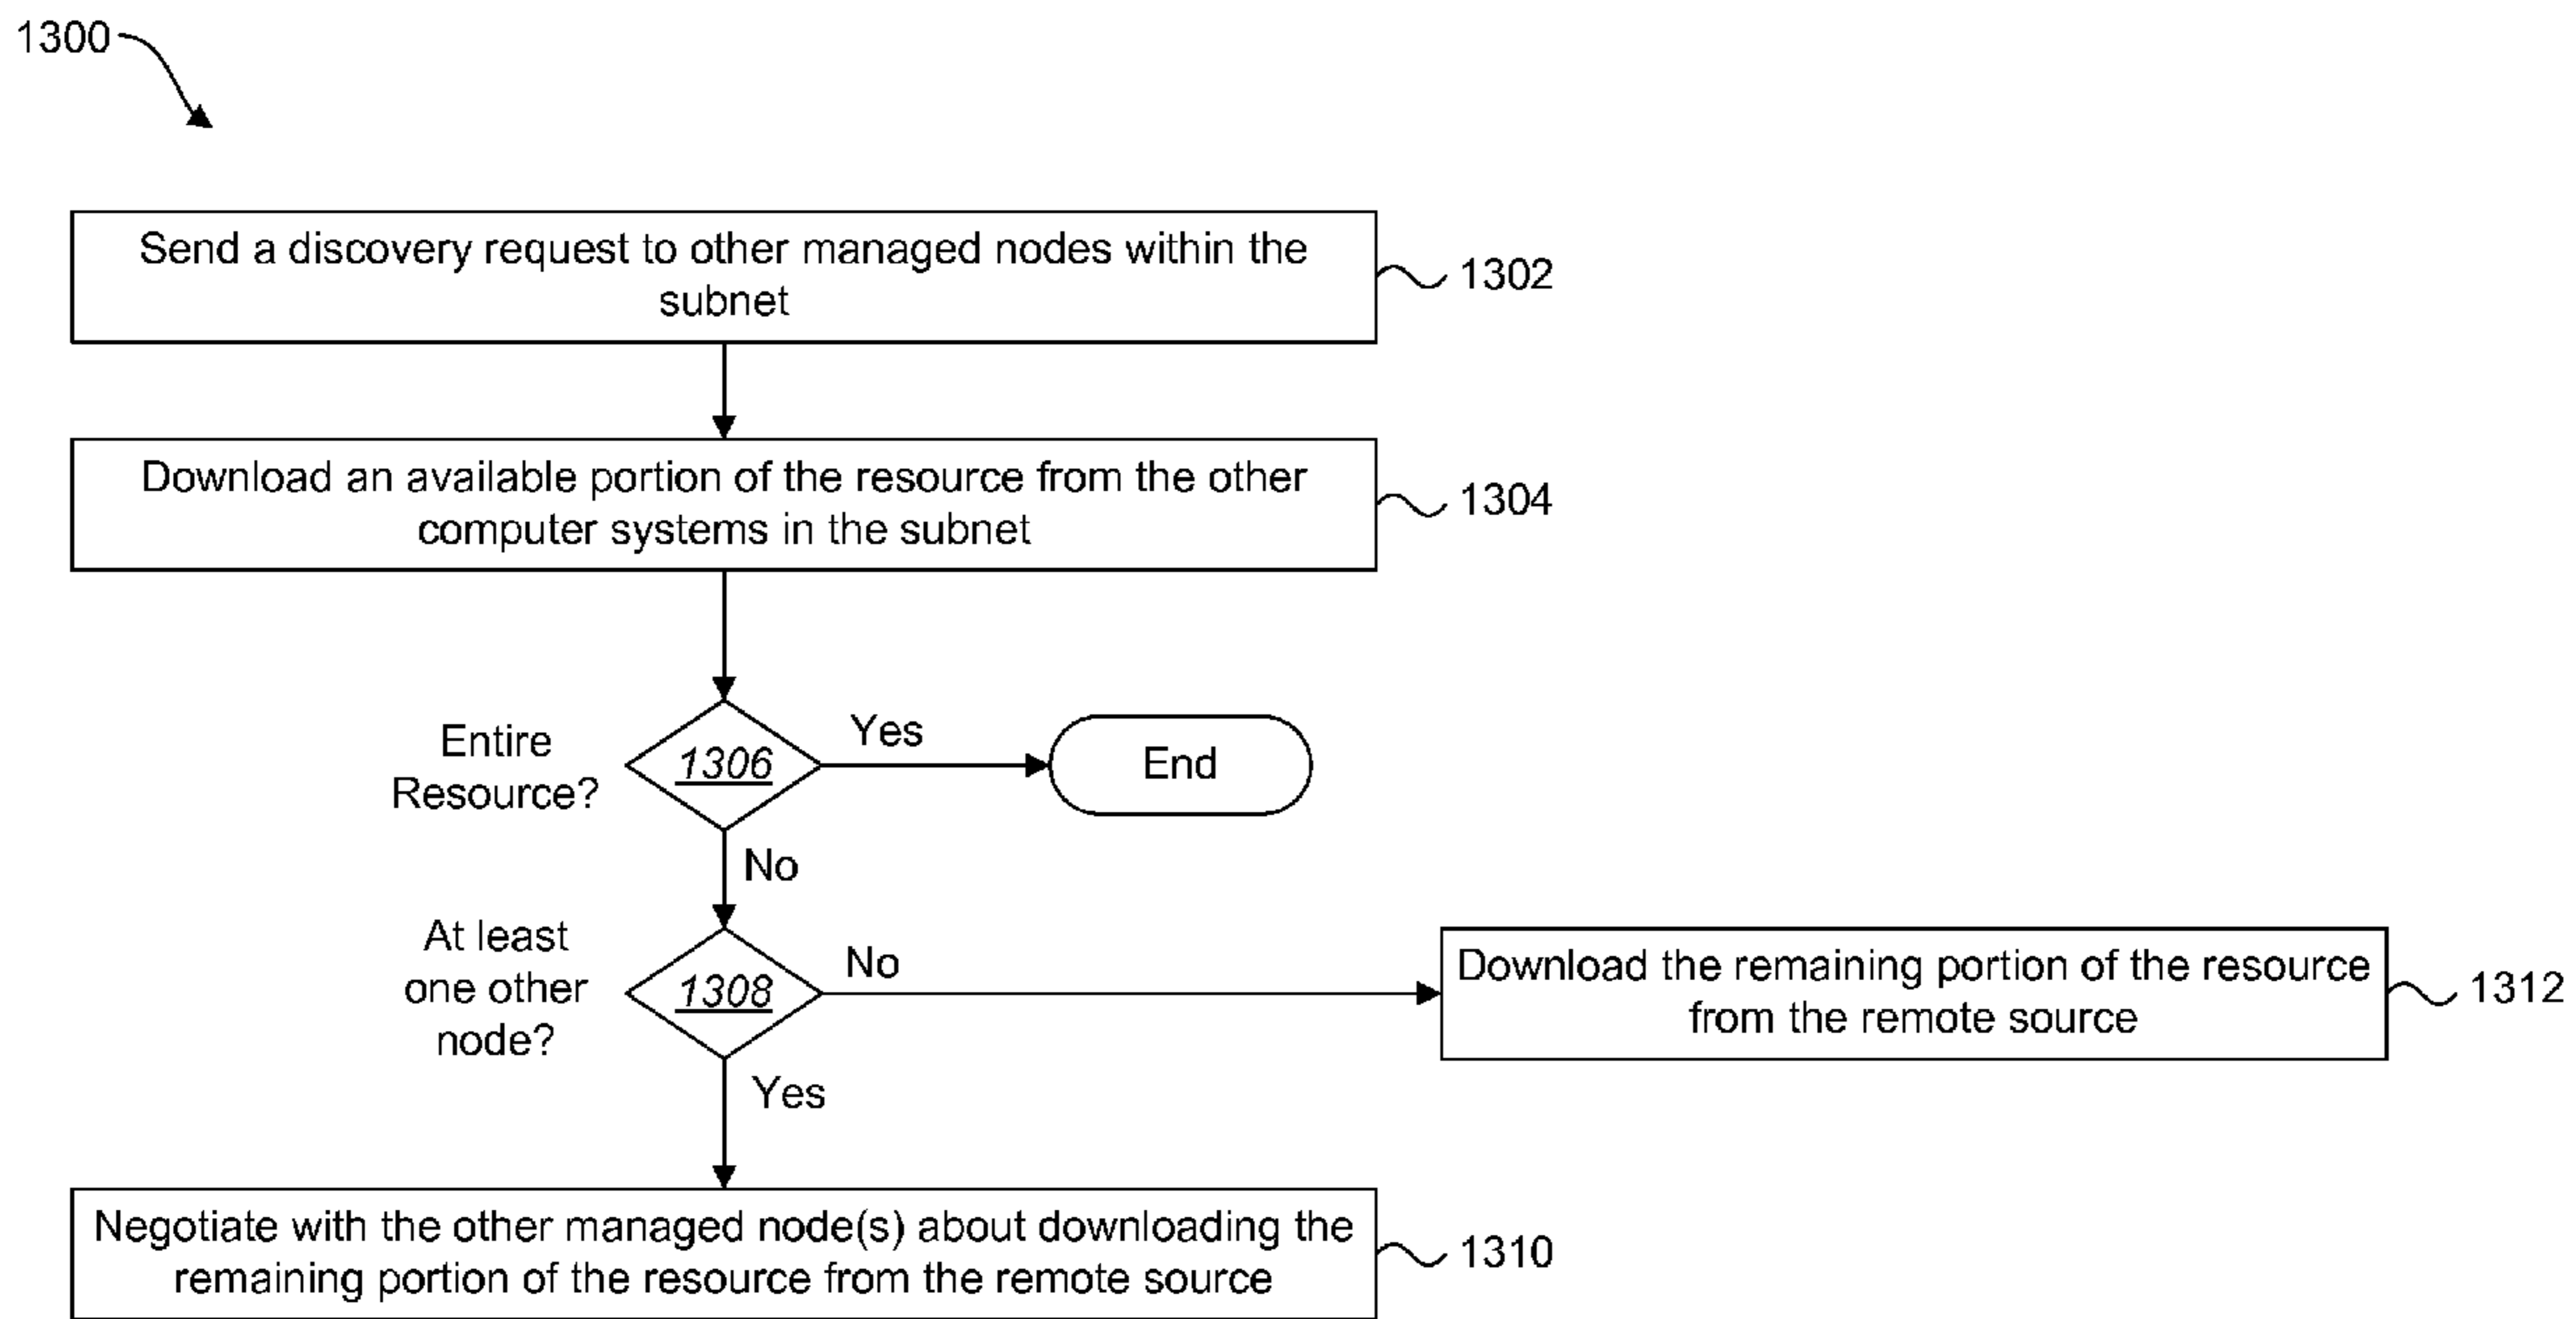 1300
Send a discovery request to other managed nodes within the
subnet
1302
Download an available portion of the resource from the other
computer systems in the subnet
1304
Entire
Resource?
1306
Yes
End
No
At least
one other
node?
1308
No
Download the remaining portion of the resource
from the remote source
1312
Yes
Negotiate with the other managed node(s) about downloading the
remaining portion of the resource from the remote source
1310